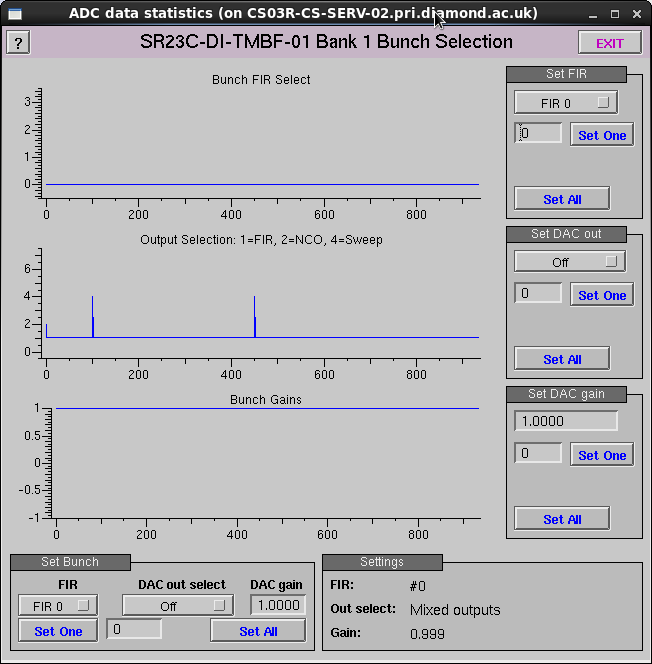 ADC data statistics (on CS03R-CS-SERV-02.pri.diamond.ac.uk)
? SR23C-DI-TMBF-01 Bank 1 Bunch Selection EXIT
Bunch FIR Select
3
2
1
0
0 200 400 600 800
Output Selection: 1=FIR, 2=NCO, 4=Sweep
6
4
2
0
0 200 400 600 800
Bunch Gains
1
0.5
0
-0.5
-1
0 200 400 600 800
Set FIR
FIR 0
0 Set One
Set All
Set DAC out
Off
0 Set One
Set All
Set DAC gain
1.0000
0 Set One
Set All
Set Bunch
FIR DAC out select DAC gain
FIR 0 Off 1.0000
Set One 0 Set All
Settings
FIR: #0
Out select: Mixed outputs
Gain: 0.999